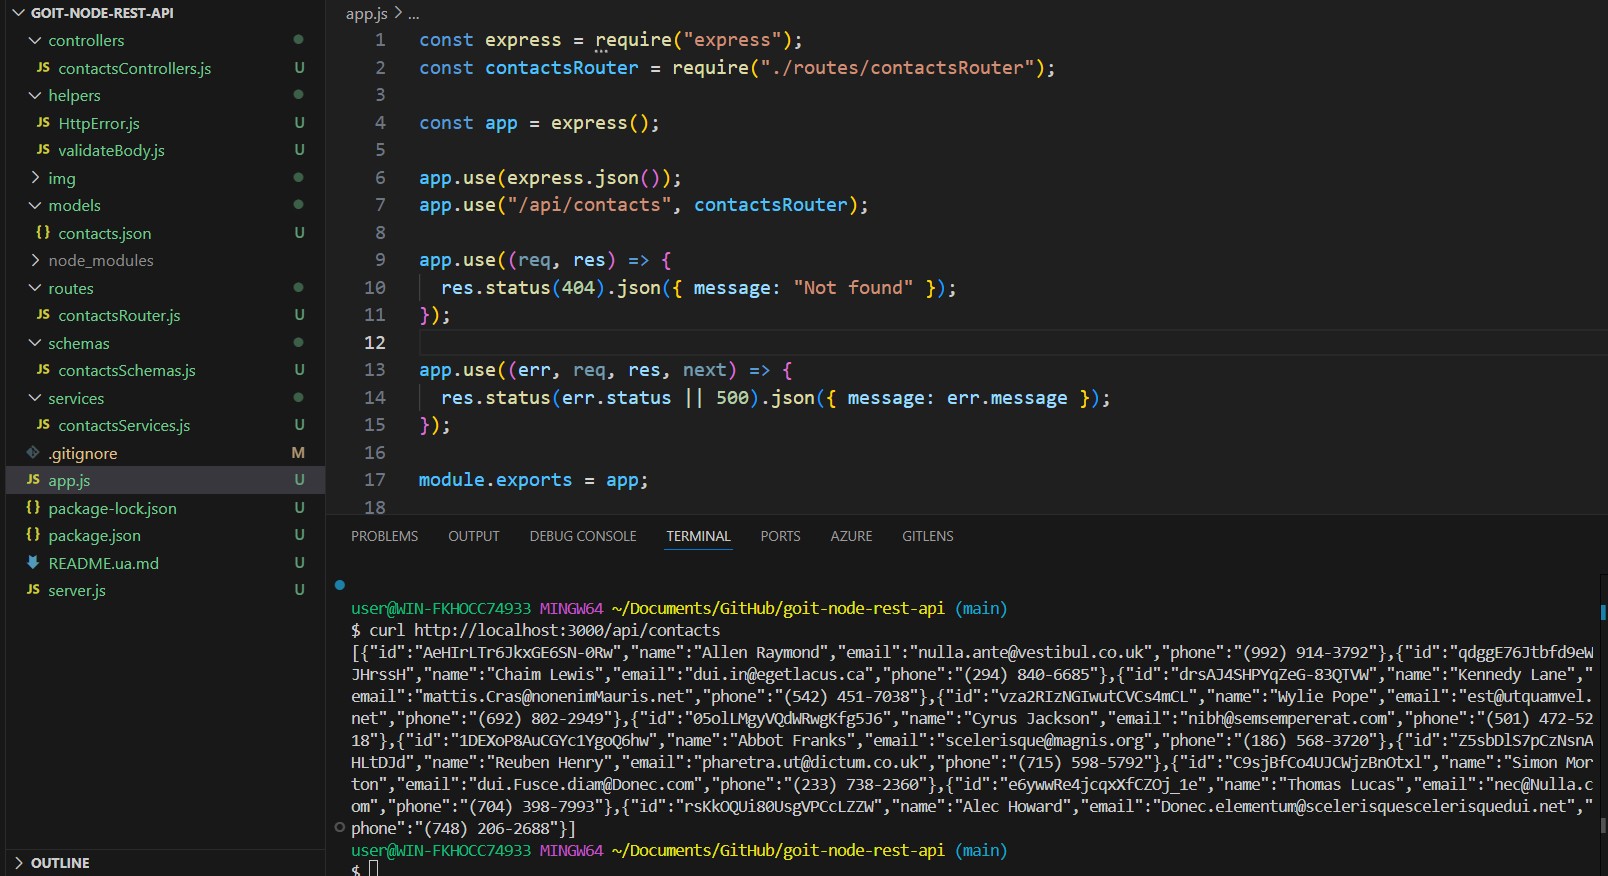 GOIT-NODE-REST-API
controllers
JS contactsControllers.js U
helpers
JS HttpError.js U
JS validateBody.js U
img
models
{} contacts.json U
node_modules
routes
JS contactsRouter.js U
schemas
JS contactsSchemas.js U
services
JS contactsServices.js U
.gitignore M
JS app.js U
{} package-lock.json U
{} package.json U
README.ua.md U
JS server.js U
OUTLINE
app.js > ...
1 const express = require("express");
2 const contactsRouter = require("./routes/contactsRouter");
3
4 const app = express();
5
6 app.use(express.json());
7 app.use("/api/contacts", contactsRouter);
8
9 app.use((req, res) => {
10 res.status(404).json({ message: "Not found" });
11 });
12
13 app.use((err, req, res, next) => {
14 res.status(err.status || 500).json({ message: err.message });
15 });
16
17 module.exports = app;
18
PROBLEMS OUTPUT DEBUG CONSOLE TERMINAL PORTS AZURE GITLENS
user@WIN-FKHOCC74933 MINGW64 ~/Documents/GitHub/goit-node-rest-api (main)
$ curl http://localhost:3000/api/contacts
[{"id":"AeHIrLTr6JkxGE6SN-0Rw","name":"Allen Raymond","email":"nulla.ante@vestibul.co.uk","phone":"(992) 914-3792"},{"id":"qdggE76Jtbfd9eW
JHrssH","name":"Chaim Lewis","email":"dui.in@egetlacus.ca","phone":"(294) 840-6685"},{"id":"drsAJ4SHPYqZeG-83QTVW","name":"Kennedy Lane","
email":"mattis.Cras@nonenimMauris.net","phone":"(542) 451-7038"},{"id":"vza2RIzNGIwutCVCs4mCL","name":"Wylie Pope","email":"est@utquamvel.
net","phone":"(692) 802-2949"},{"id":"05olLMgyVQdWRwgKfg5J6","name":"Cyrus Jackson","email":"nibh@semsempererat.com","phone":"(501) 472-52
18"},{"id":"1DEXoP8AuCGYc1YgoQ6hw","name":"Abbot Franks","email":"scelerisque@magnis.org","phone":"(186) 568-3720"},{"id":"Z5sbDlS7pCzNsnA
HLtDJd","name":"Reuben Henry","email":"pharetra.ut@dictum.co.uk","phone":"(715) 598-5792"},{"id":"C9sjBfCo4UJCWjzBnOtxl","name":"Simon Mor
ton","email":"dui.Fusce.diam@Donec.com","phone":"(233) 738-2360"},{"id":"e6ywwRe4jcqxXfCZOj_1e","name":"Thomas Lucas","email":"nec@Nulla.c
om","phone":"(704) 398-7993"},{"id":"rsKkOQUi80UsgVPCcLZZW","name":"Alec Howard","email":"Donec.elementum@scelerisquescelerisquedui.net","
phone":"(748) 206-2688"}]
user@WIN-FKHOCC74933 MINGW64 ~/Documents/GitHub/goit-node-rest-api (main)
$